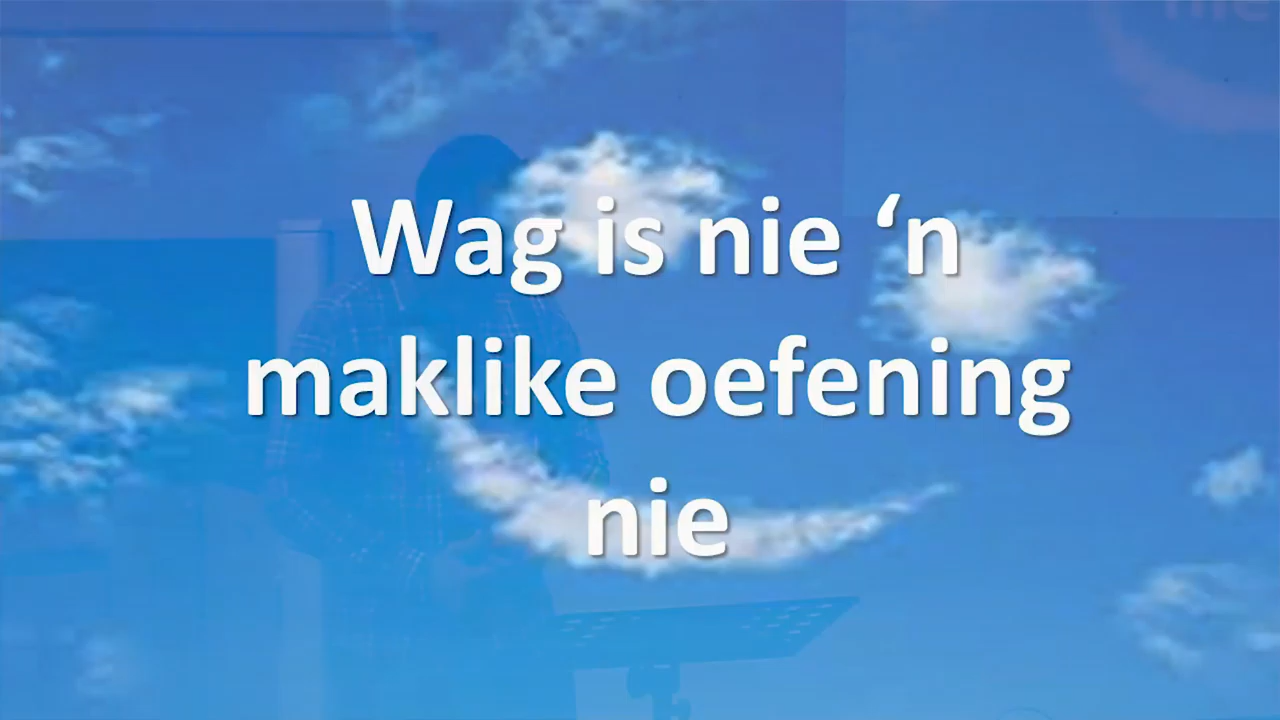 Wag is nie ‘n
maklike oefening
nie